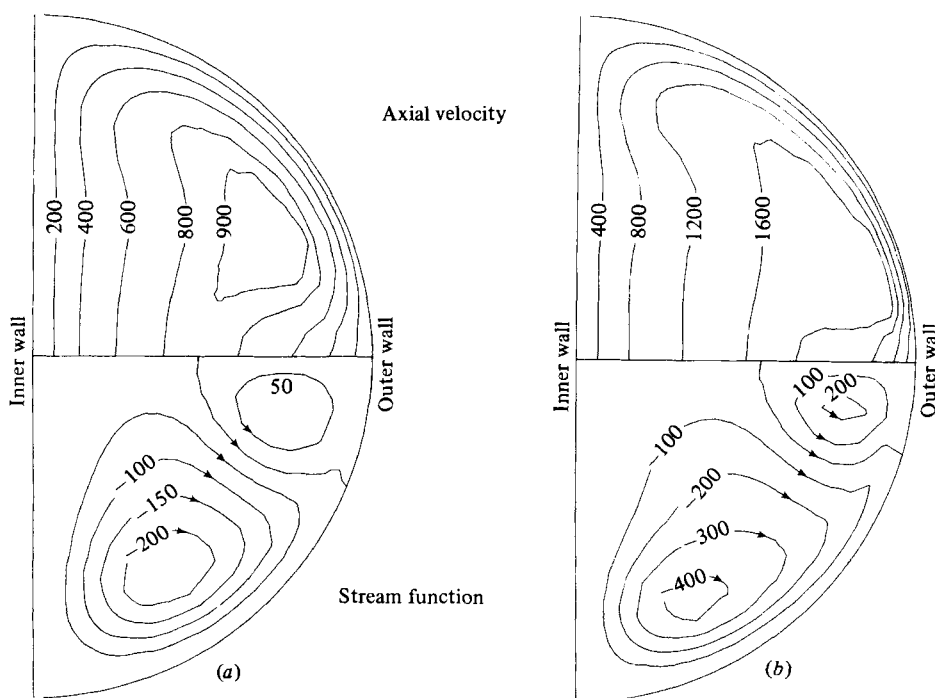 Axial velocity
200
400
600
800
900
400
800
1200
1600
Inner wall
Outer wall
Inner wall
Outer wall
50
-100
-150
-200
100
200
-100
-200
-300
-400
Stream function
(a)
(b)